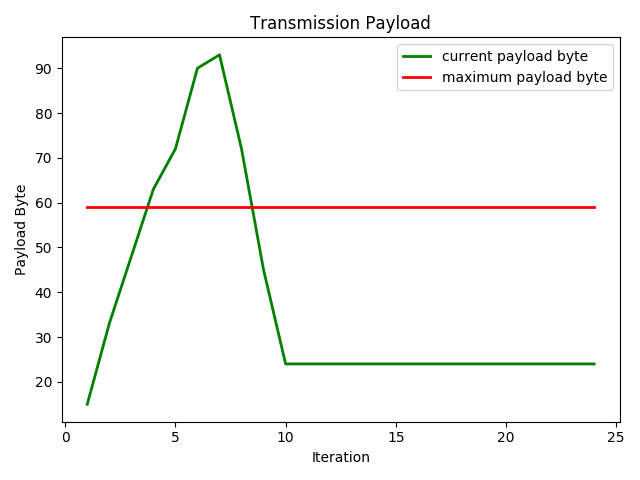 Transmission Payload
current payload byte
maximum payload byte
90
80
70
60
50
40
30
20
Payload Byte
0
5
10
15
20
25
Iteration